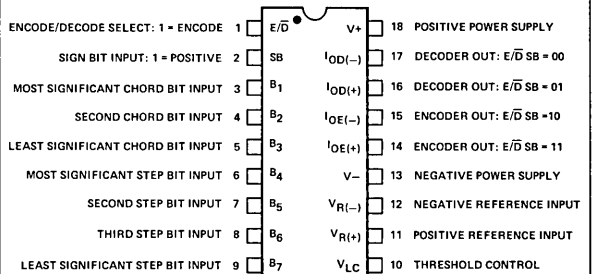 ENCODE/DECODE SELECT: 1 = ENCODE 1 E/D̅ V+ 18 POSITIVE POWER SUPPLY
SIGN BIT INPUT: 1 = POSITIVE 2 SB IOD(−) 17 DECODER OUT: E/D̅ SB = 00
MOST SIGNIFICANT CHORD BIT INPUT 3 B1 IOD(+) 16 DECODER OUT: E/D̅ SB = 01
SECOND CHORD BIT INPUT 4 B2 IOE(−) 15 ENCODER OUT: E/D̅ SB =10
LEAST SIGNIFICANT CHORD BIT INPUT 5 B3 IOE(+) 14 ENCODER OUT: E/D̅ SB = 11
MOST SIGNIFICANT STEP BIT INPUT 6 B4 V− 13 NEGATIVE POWER SUPPLY
SECOND STEP BIT INPUT 7 B5 VR(−) 12 NEGATIVE REFERENCE INPUT
THIRD STEP BIT INPUT 8 B6 VR(+) 11 POSITIVE REFERENCE INPUT
LEAST SIGNIFICANT STEP BIT INPUT 9 B7 VLC 10 THRESHOLD CONTROL